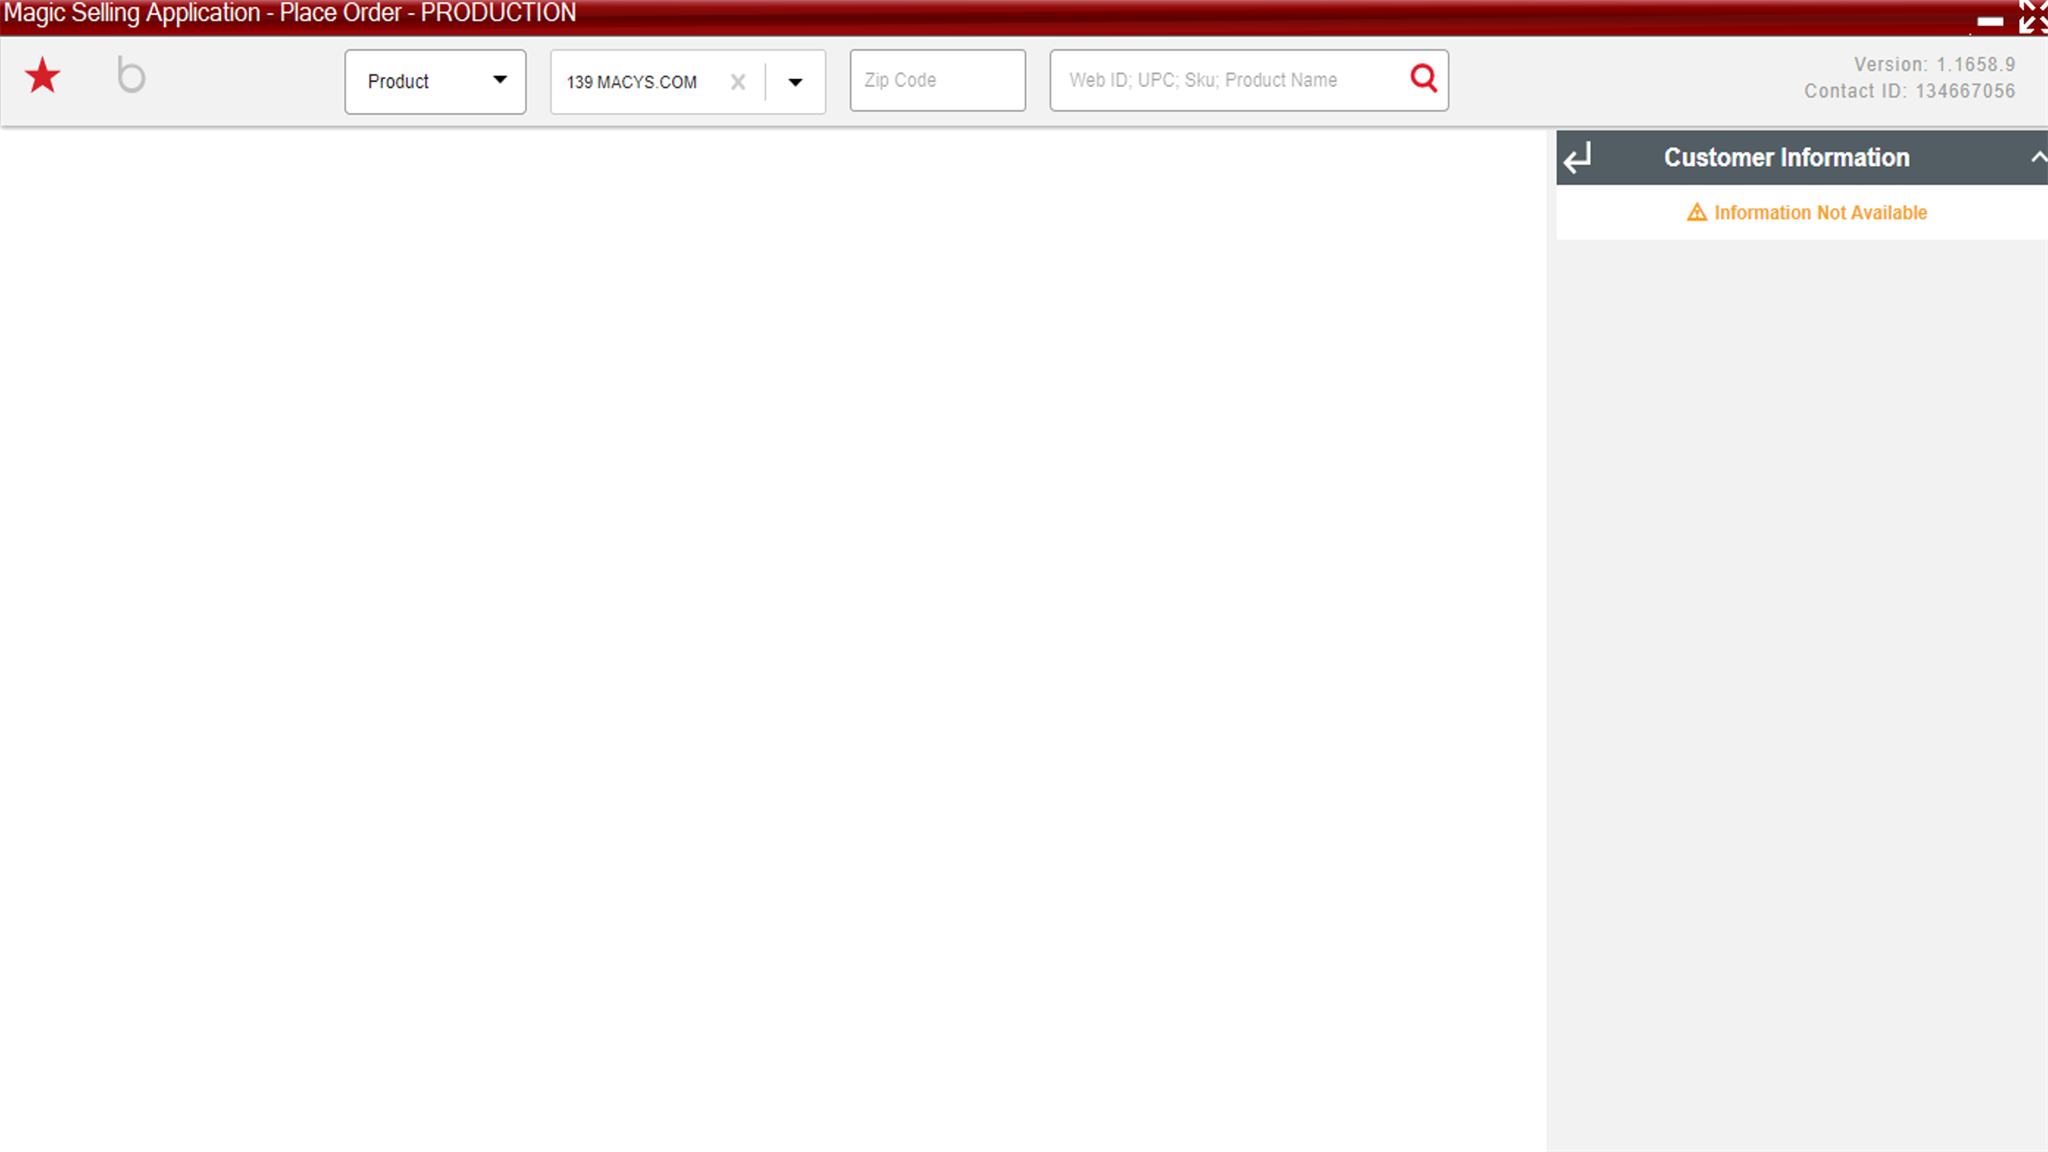 Magic Selling Application - Place Order - PRODUCTION
b
Product
139 MACYS.COM
Zip Code
Web ID; UPC; Sku; Product Name
Version: 1.1658.9
Contact ID: 134667056
Customer Information
Information Not Available